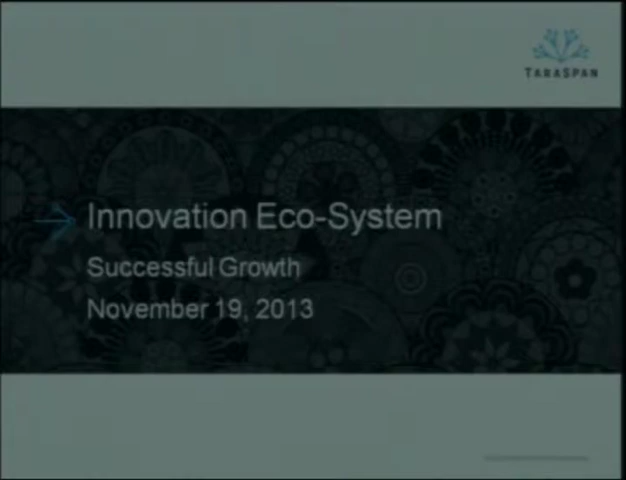 TARASPAN
Innovation Eco-System
Successful Growth
November 19, 2013